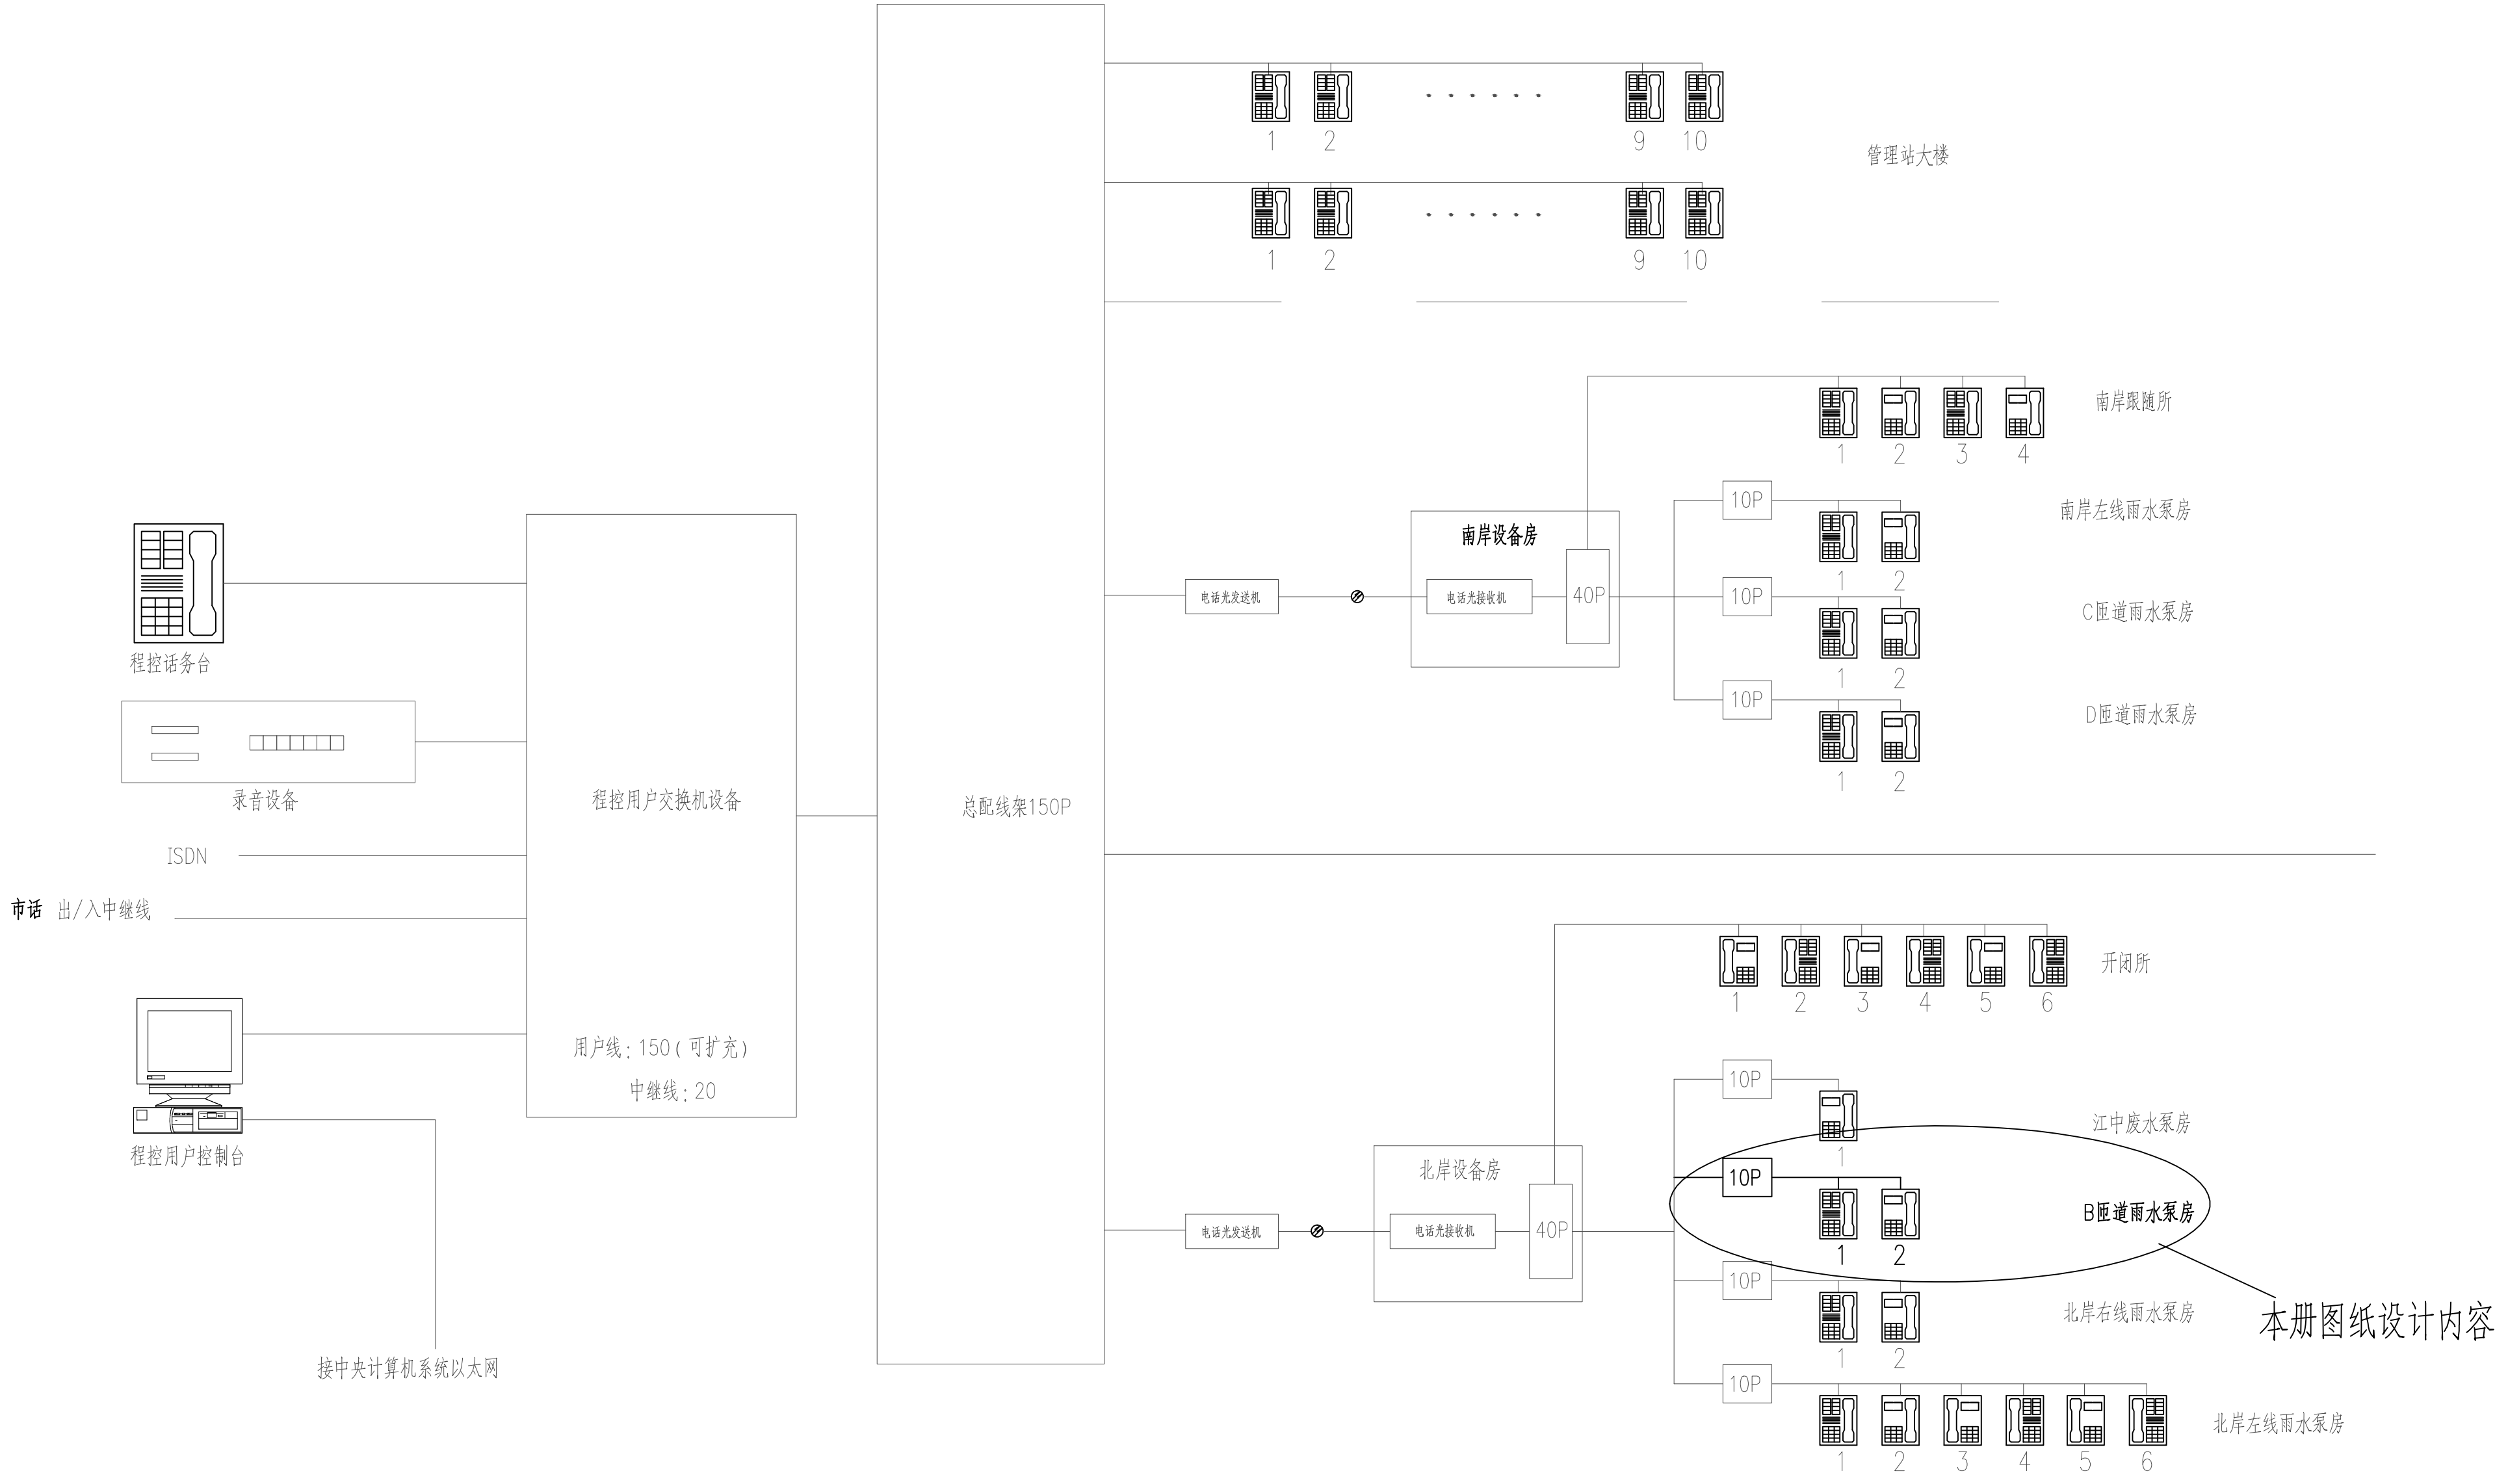 1 2 9 10
管理站大楼
1 2 9 10
南岸跟随所
1 2 3 4
10P
南岸左线雨水泵房
南岸设备房
1 2
电话光发送机
电话光接收机
40P
10P
C匝道雨水泵房
1 2
10P
D匝道雨水泵房
1 2
程控话务台
录音设备
程控用户交换机设备
总配线架150P
ISDN
市话 出/入中继线
用户线：150（可扩充）
中继线：20
程控用户控制台
接中央计算机系统以太网
开闭所
1 2 3 4 5 6
10P
江中废水泵房
1
北岸设备房
10P
B匝道雨水泵房
电话光发送机
电话光接收机
40P
1 2
10P
北岸右线雨水泵房
本册图纸设计内容
1 2
10P
北岸左线雨水泵房
1 2 3 4 5 6